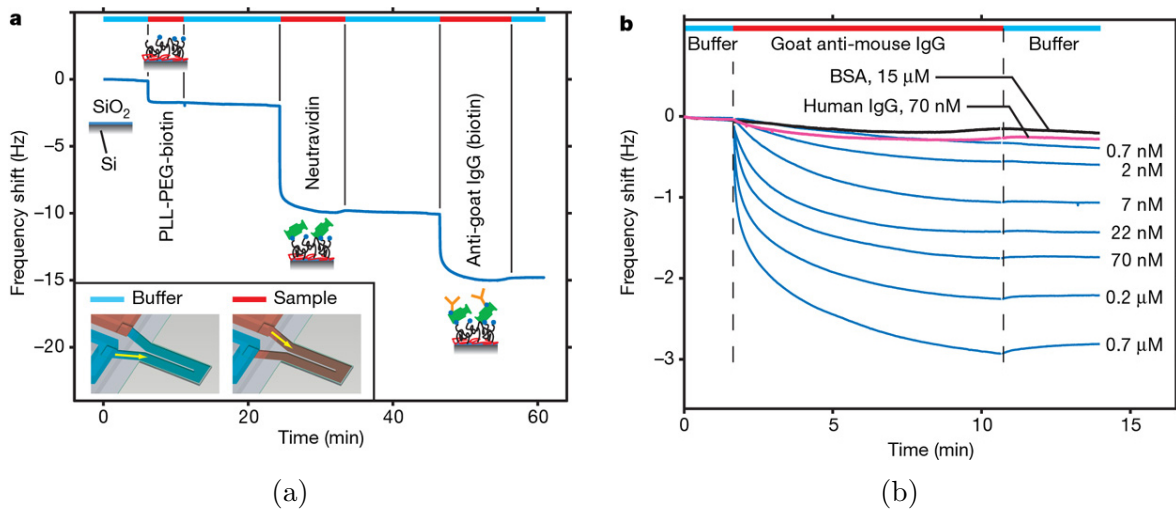 a
0
−5
−10
−15
−20
Frequency shift (Hz)
SiO2
Si
PLL-PEG-biotin
Neutravidin
Anti-goat IgG (biotin)
Buffer
Sample
0
20
40
60
Time (min)
(a)
b
Buffer
Goat anti-mouse IgG
Buffer
BSA, 15 μM
Human IgG, 70 nM
0
−1
−2
−3
Frequency shift (Hz)
0.7 nM
2 nM
7 nM
22 nM
70 nM
0.2 μM
0.7 μM
0
5
10
15
Time (min)
(b)